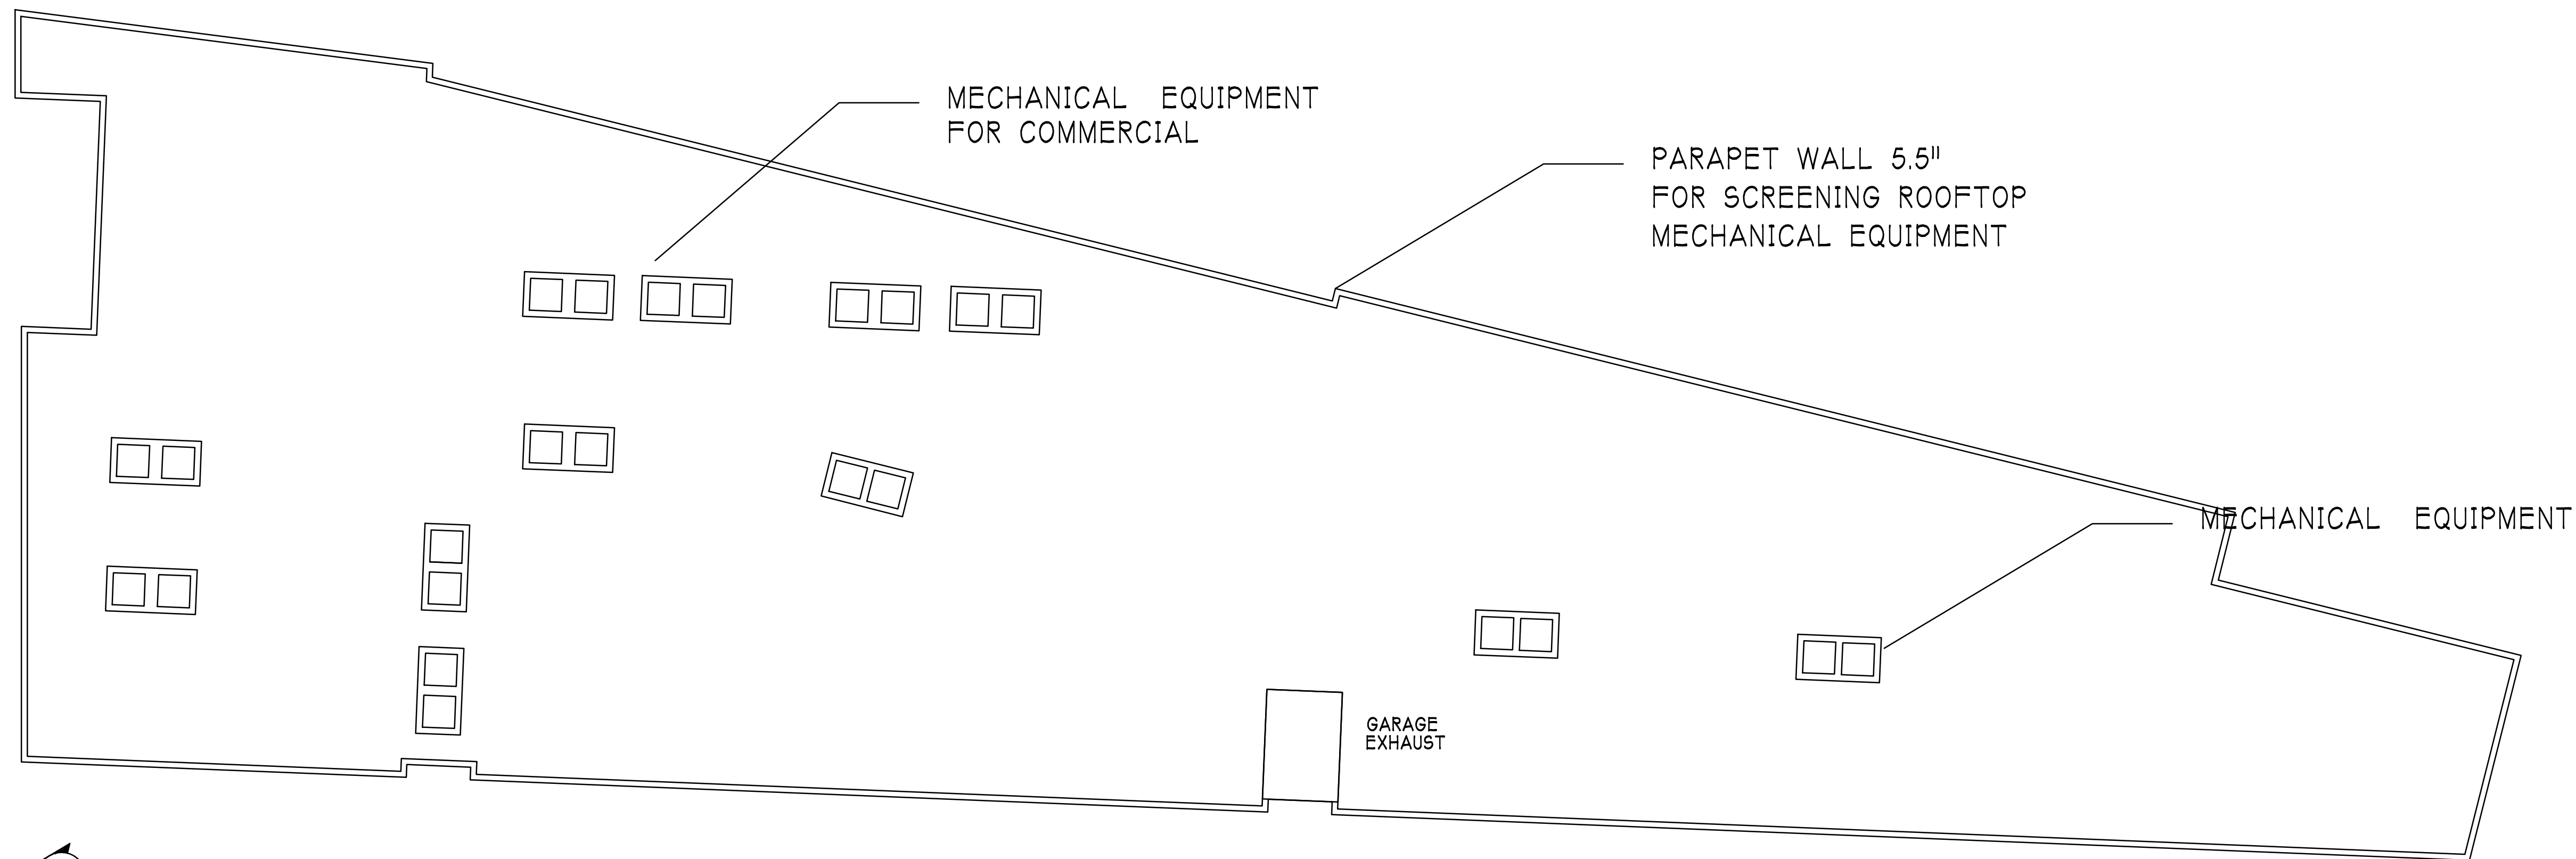 MECHANICAL EQUIPMENT
FOR COMMERCIAL
PARAPET WALL 5.5"
FOR SCREENING ROOFTOP
MECHANICAL EQUIPMENT
MECHANICAL EQUIPMENT
GARAGE
EXHAUST